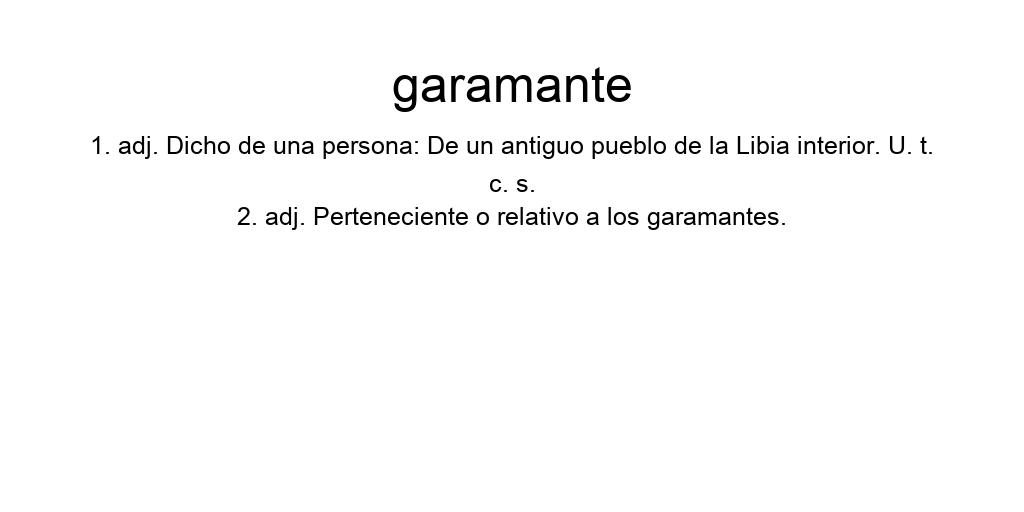 garamante
1. adj. Dicho de una persona: De un antiguo pueblo de la Libia interior. U. t.
c. s.
2. adj. Perteneciente o relativo a los garamantes.